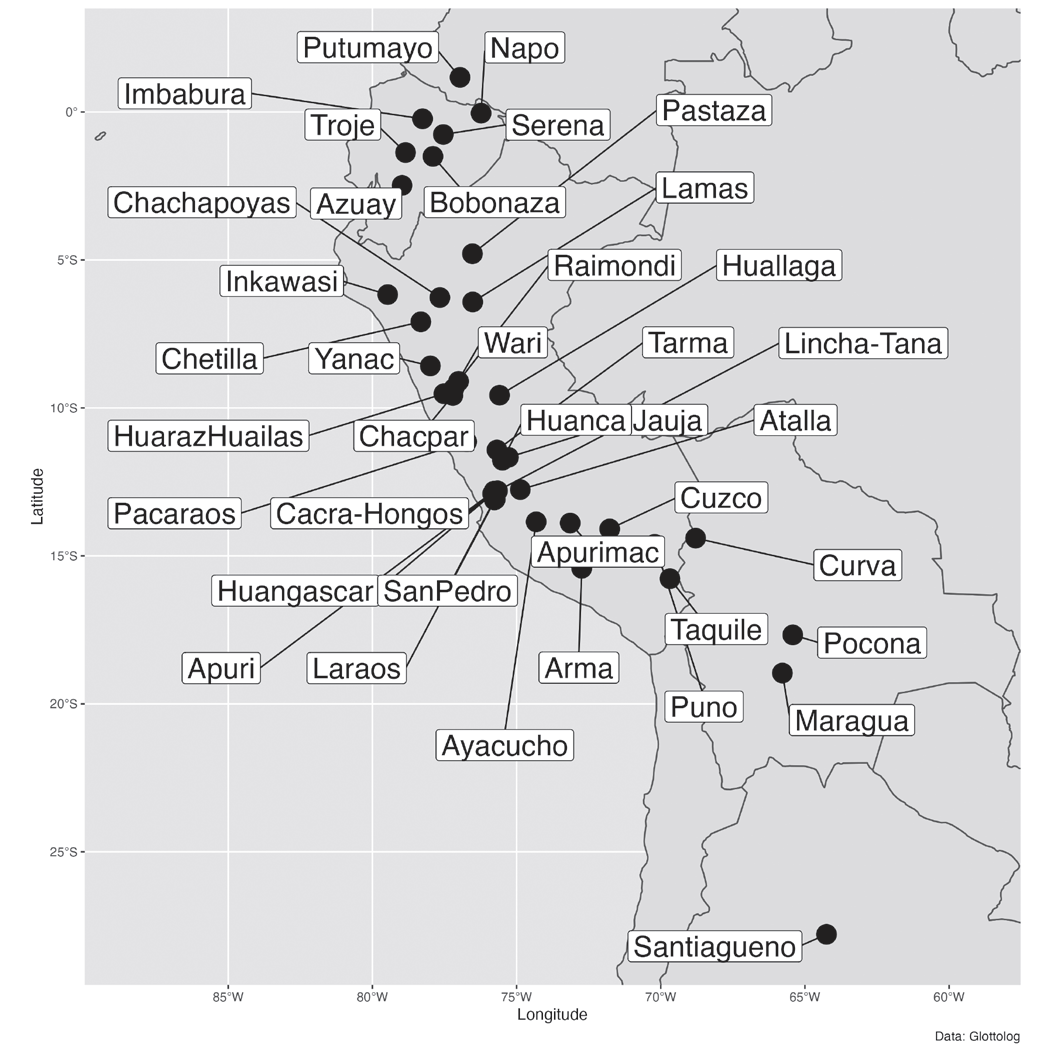 Putumayo
Napo
Imbabura
Pastaza
0°
Troje
Serena
Lamas
Chachapoyas
Azuay
Bobonaza
5°S
Raimondi
Huallaga
Inkawasi
Wari
Tarma
Lincha-Tana
Chetilla
Yanac
10°S
Huanca
Jauja
Atalla
HuarazHuailas
Chacpar
Latitude
Cuzco
Pacaraos
Cacra-Hongos
15°S
Apurimac
Curva
Huangascar
SanPedro
Taquile
Pocona
Apuri
Laraos
Arma
20°S
Puno
Maragua
Ayacucho
25°S
Santiagueno
85°W
80°W
75°W
70°W
65°W
60°W
Longitude
Data: Glottolog